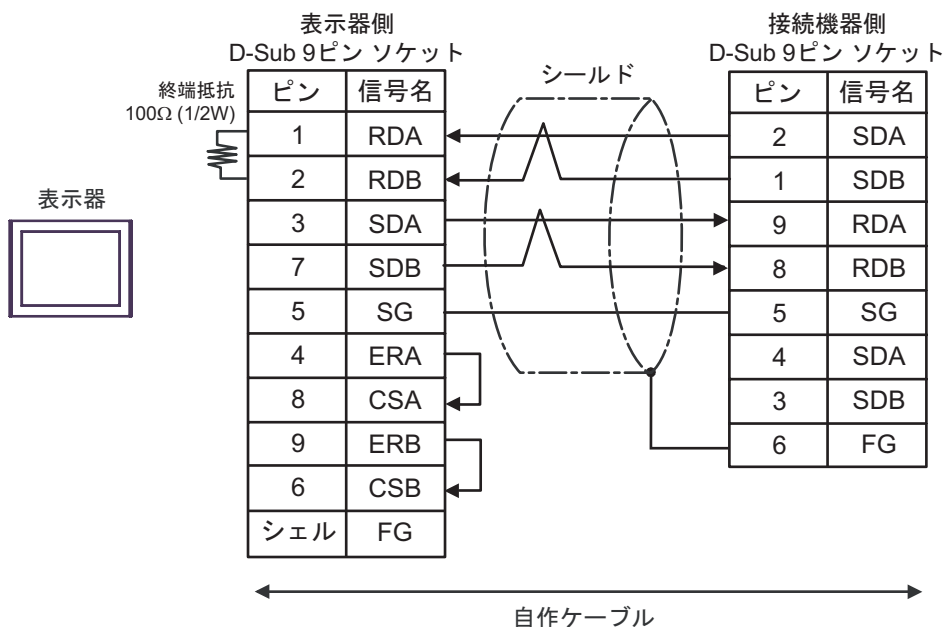 表示器側
D-Sub 9ピン ソケット
接続機器側
D-Sub 9ピン ソケット
シールド
終端抵抗
100Ω (1/2W)
表示器
ピン 信号名
1 RDA
2 RDB
3 SDA
7 SDB
5 SG
4 ERA
8 CSA
9 ERB
6 CSB
シェル FG
ピン 信号名
2 SDA
1 SDB
9 RDA
8 RDB
5 SG
4 SDA
3 SDB
6 FG
自作ケーブル